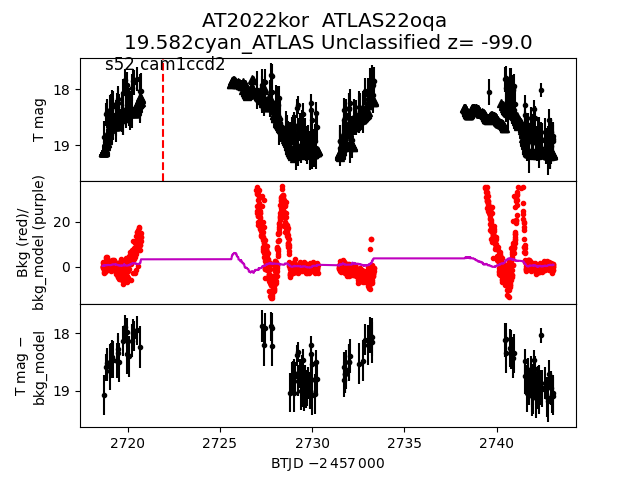 AT2022kor  ATLAS22oqa
19.582cyan_ATLAS Unclassified z= -99.0
s52 cam1ccd2
T mag
18
19
Bkg (red)/
bkg_model (purple)
20
0
T mag −
bkg_model
18
19
2720
2725
2730
2735
2740
BTJD −2 457 000